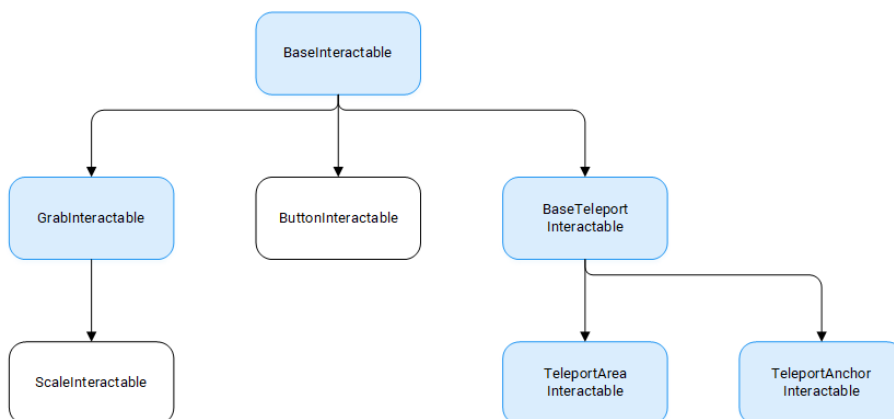 BaseInteractable
GrabInteractable
ButtonInteractable
BaseTeleport
Interactable
ScaleInteractable
TeleportArea
Interactable
TeleportAnchor
Interactable